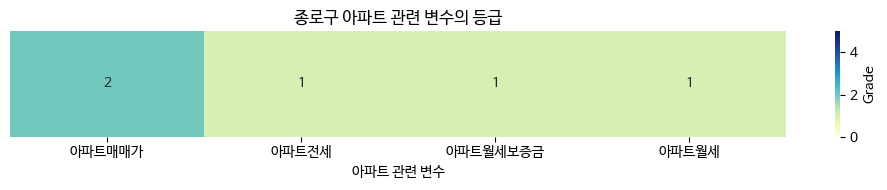 종로구 아파트 관련 변수의 등급
2 1 1 1
아파트매매가 아파트전세 아파트월세보증금 아파트월세
아파트 관련 변수
4
2
0
Grade